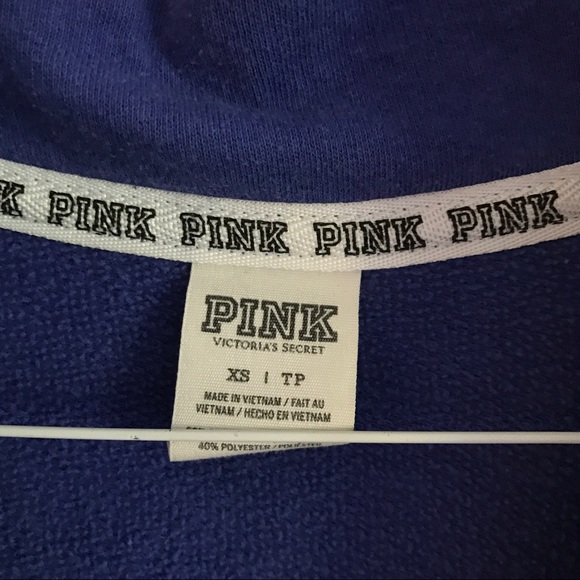 K PINK PINK PINK PINK
PINK
VICTORIA'S SECRET
XS | TP
MADE IN VIETNAM / FAIT AU
VIETNAM / HECHO EN VIETNAM
40% POLYESTER /